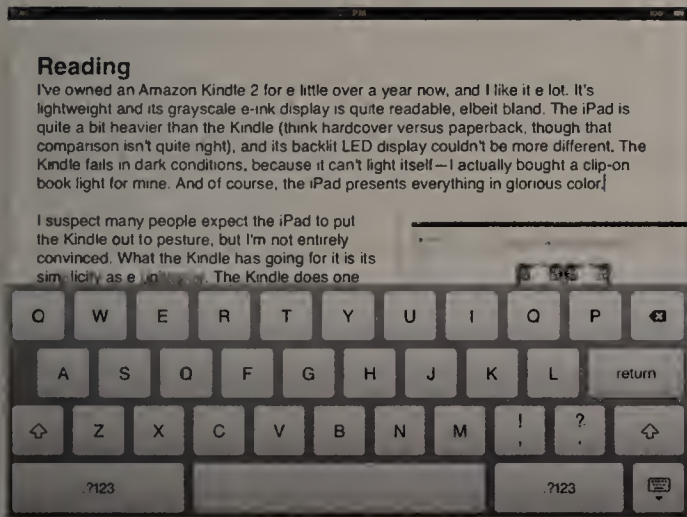 PM
Reading
I've owned an Amazon Kindle 2 for e little over a year now, and I like it e lot. It's
lightweight and its grayscale e-ink display is quite readable, elbeit bland. The iPad is
quite a bit heavier than the Kindle (think hardcover versus paperback, though that
comparison isn't quite right), and its backlit LED display couldn't be more different. The
Kindle fails in dark conditions, because it can't light itself—I actually bought a clip-on
book light for mine. And of course, the iPad presents everything in glorious color.
I suspect many people expect the iPad to put
the Kindle out to pesture, but I'm not entirely
convinced. What the Kindle has going for it is its
simplicity as e . The Kindle does one
Q W E R T Y U I O P
A S D F G H J K L return
Z X C V B N M ! , ? .
.?123 .?123